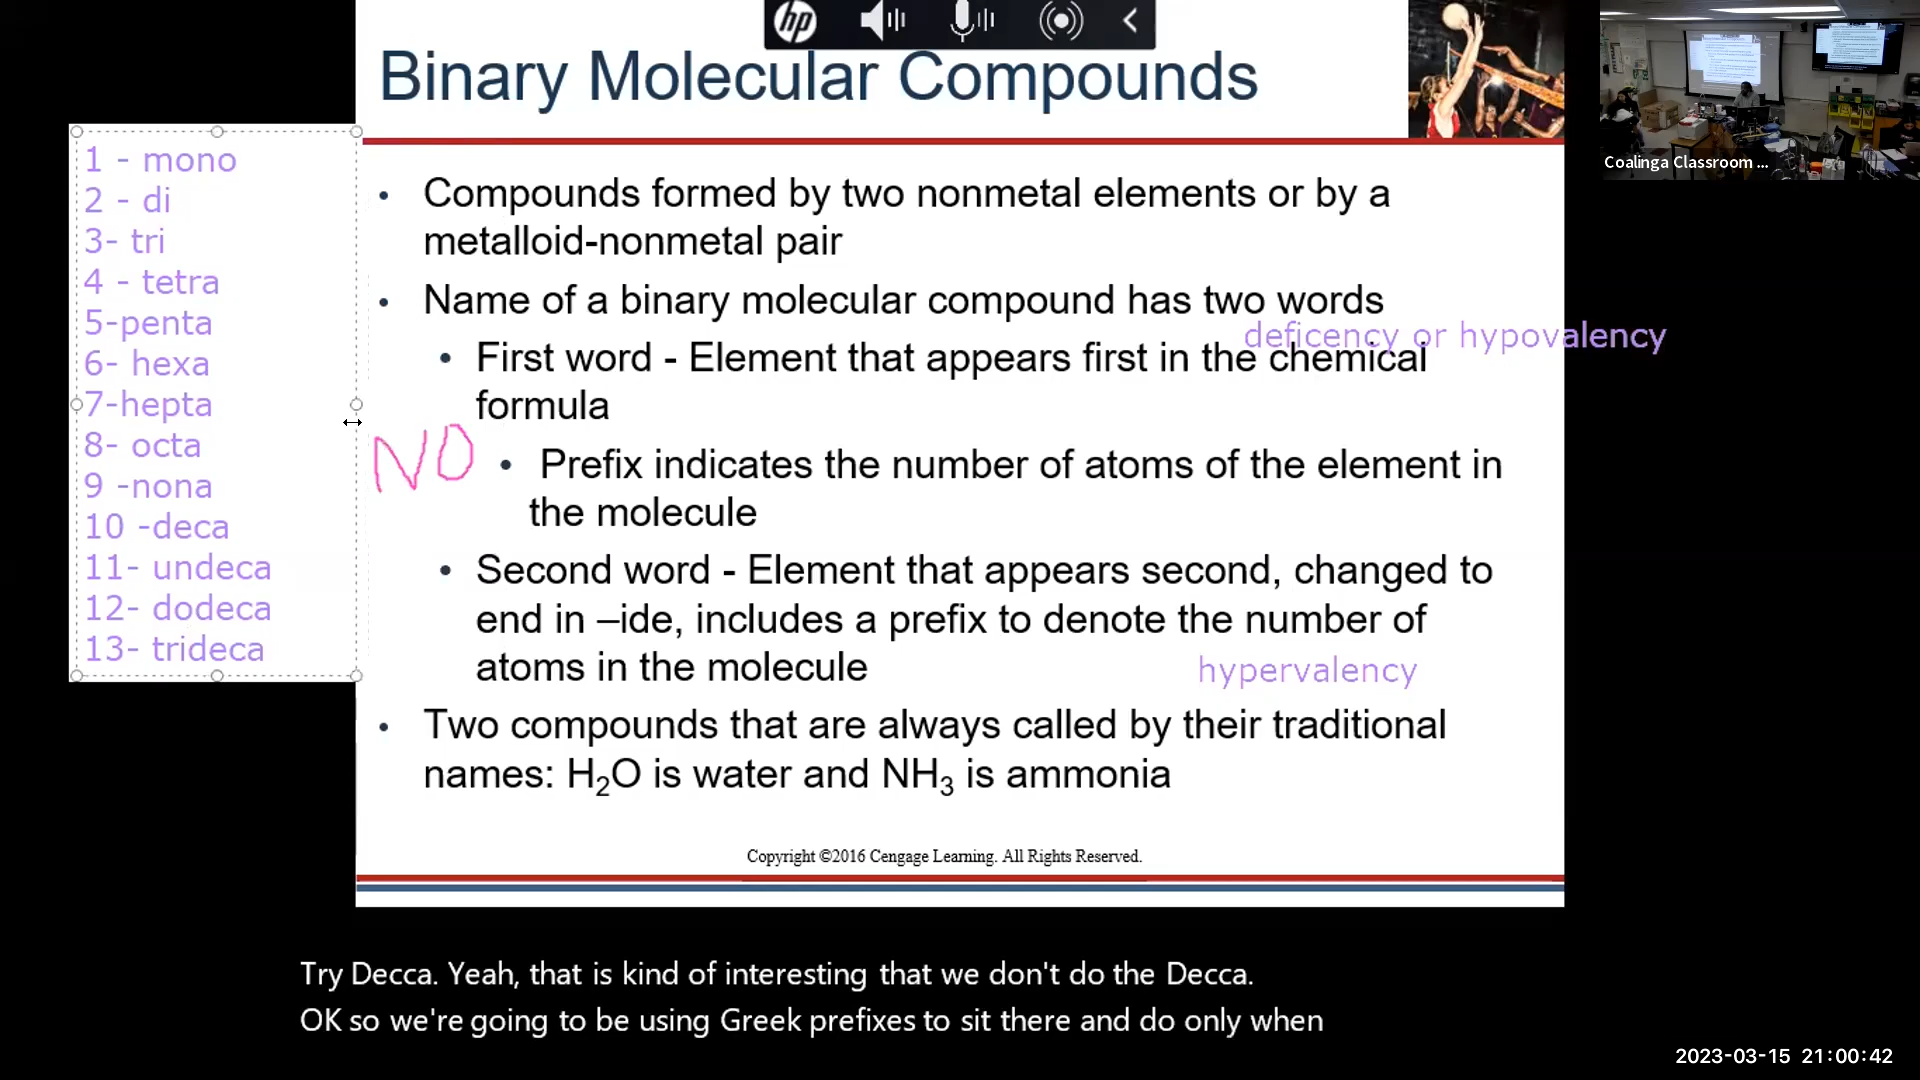 hp
Binary Molecular Compounds
Coalinga Classroom ...
1 - mono
2 - di
3- tri
4 - tetra
5-penta
6- hexa
7-hepta
8- octa
9 -nona
10 -deca
11- undeca
12- dodeca
13- trideca
• Compounds formed by two nonmetal elements or by a
metalloid-nonmetal pair
• Name of a binary molecular compound has two words
deficency or hypovalency
• First word - Element that appears first in the chemical
formula
NO
• Prefix indicates the number of atoms of the element in
the molecule
• Second word - Element that appears second, changed to
end in –ide, includes a prefix to denote the number of
atoms in the molecule
hypervalency
• Two compounds that are always called by their traditional
names: H₂O is water and NH₃ is ammonia
Copyright ©2016 Cengage Learning. All Rights Reserved.
Try Decca. Yeah, that is kind of interesting that we don't do the Decca.
OK so we're going to be using Greek prefixes to sit there and do only when
2023-03-15 21:00:42